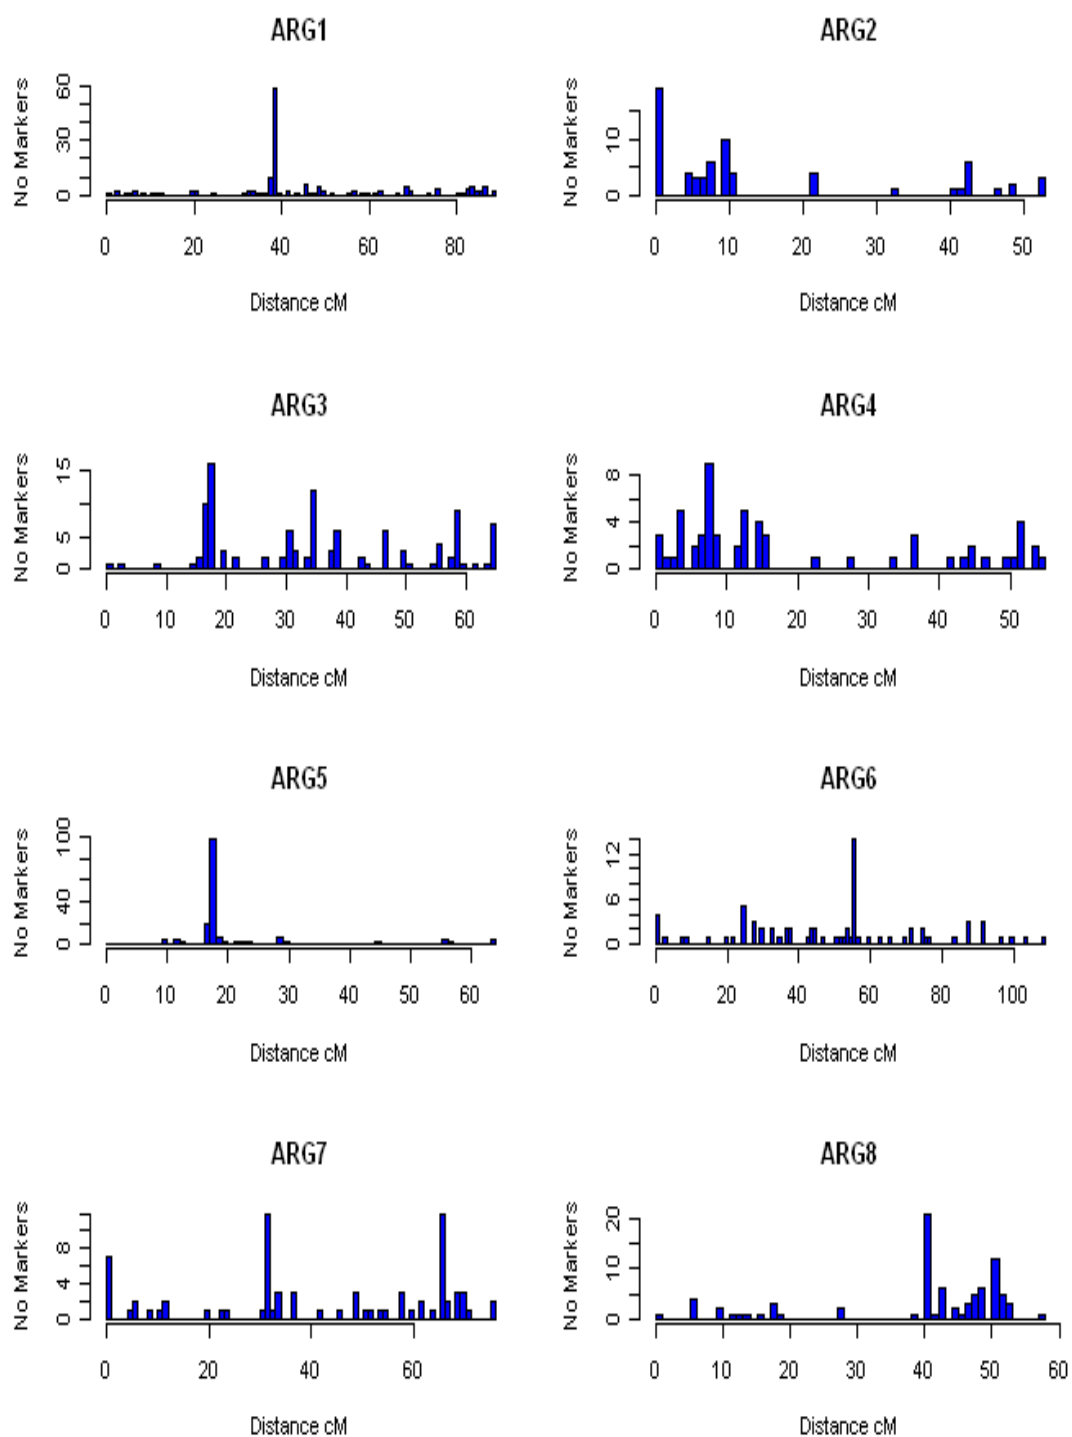 ARG1
No Markers
0 30 60
0 20 40 60 80
Distance cM
ARG2
No Markers
0 10
0 10 20 30 40 50
Distance cM
ARG3
No Markers
0 5 15
0 10 20 30 40 50 60
Distance cM
ARG4
No Markers
0 4 8
0 10 20 30 40 50
Distance cM
ARG5
No Markers
0 40 100
0 10 20 30 40 50 60
Distance cM
ARG6
No Markers
0 6 12
0 20 40 60 80 100
Distance cM
ARG7
No Markers
0 4 8
0 20 40 60
Distance cM
ARG8
No Markers
0 10 20
0 10 20 30 40 50 60
Distance cM